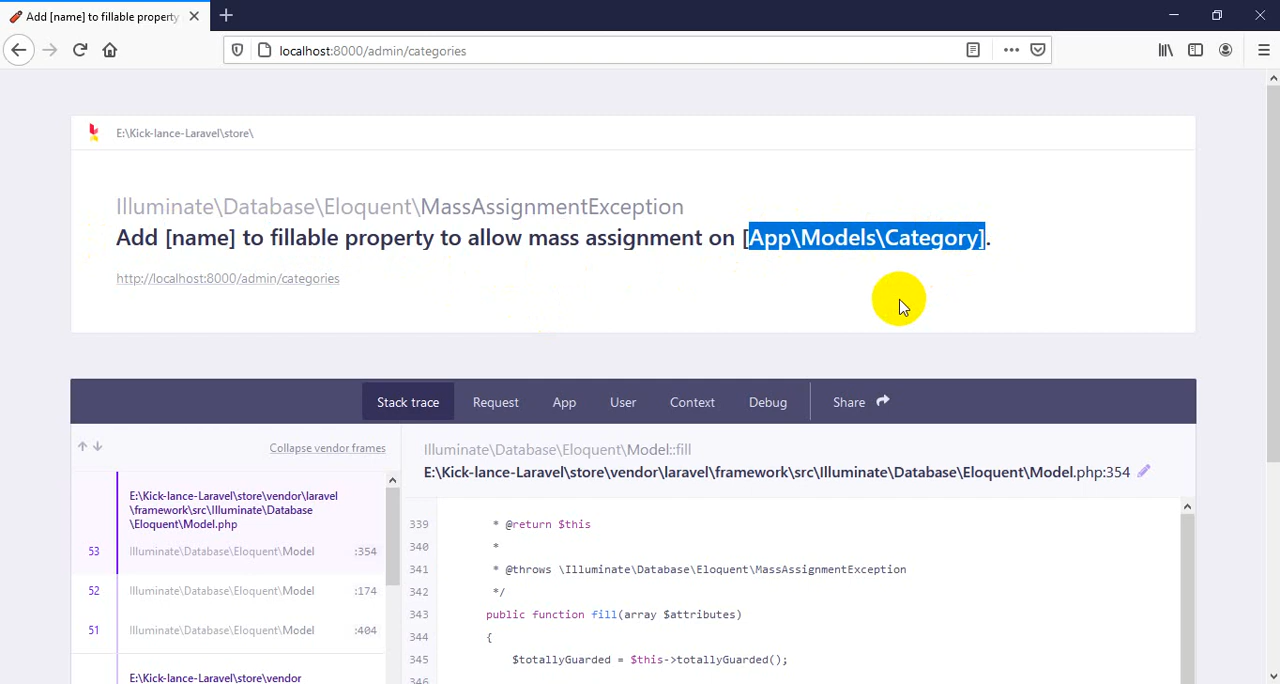 Add [name] to fillable property
localhost:8000/admin/categories
E:\Kick-lance-Laravel\store\
Illuminate\Database\Eloquent\MassAssignmentException
Add [name] to fillable property to allow mass assignment on [App\Models\Category].
http://localhost:8000/admin/categories
Stack trace
Request
App
User
Context
Debug
Share
Collapse vendor frames
E:\Kick-lance-Laravel\store\vendor\laravel
\framework\src\Illuminate\Database
\Eloquent\Model.php
53 Illuminate\Database\Eloquent\Model :354
52 Illuminate\Database\Eloquent\Model :174
51 Illuminate\Database\Eloquent\Model :404
E:\Kick-lance-Laravel\store\vendor
Illuminate\Database\Eloquent\Model::fill
E:\Kick-lance-Laravel\store\vendor\laravel\framework\src\Illuminate\Database\Eloquent\Model.php:354
339 * @return $this
340 *
341 * @throws \Illuminate\Database\Eloquent\MassAssignmentException
342 */
343 public function fill(array $attributes)
344 {
345 $totallyGuarded = $this->totallyGuarded();
346